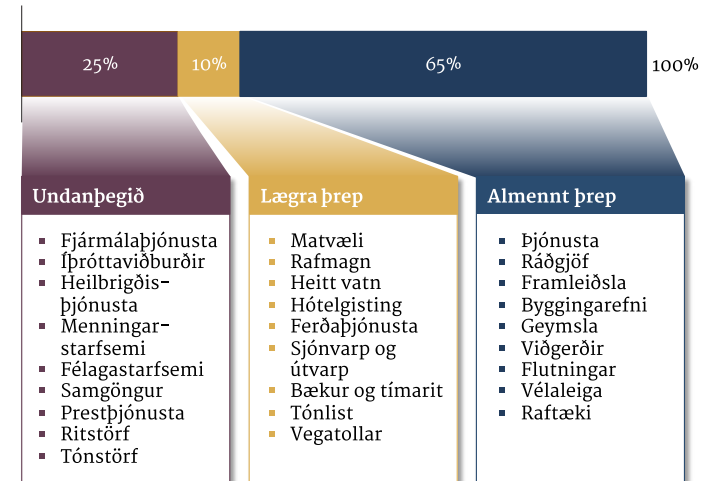 25%
10%
65%
100%
Undanþegið
Fjármálaþjónusta
Íþróttaviðburðir
Heilbrigðis-
þjónusta
Menningar-
starfsemi
Félagastarfsemi
Samgöngur
Prestþjónusta
Ritstörf
Tónstörf
Lægra þrep
Matvæli
Rafmagn
Heitt vatn
Hótelgisting
Ferðaþjónusta
Sjónvarp og
útvarp
Bækur og tímarit
Tónlist
Vegatollar
Almennt þrep
Þjónusta
Ráðgjöf
Framleiðsla
Byggingarefni
Geymsla
Viðgerðir
Flutningar
Vélaleiga
Raftæki